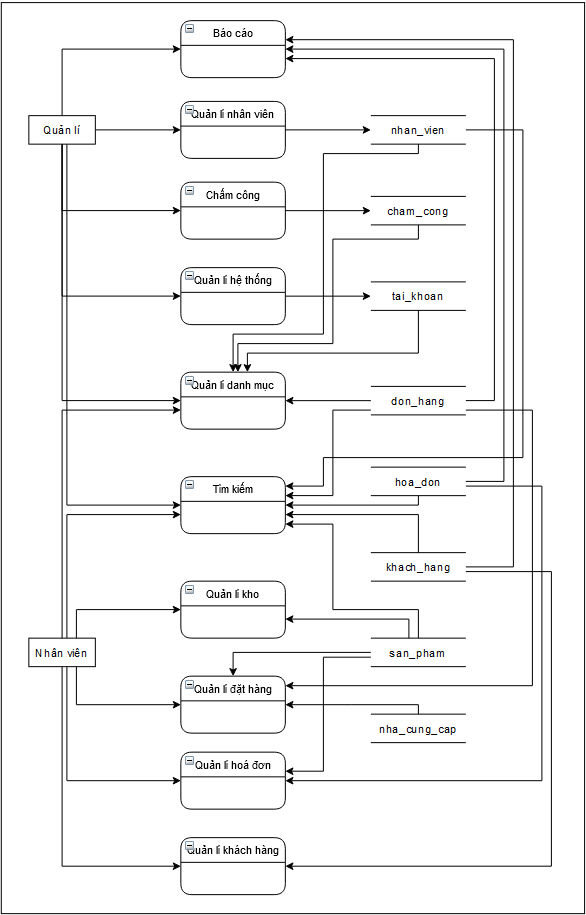 Báo cáo
Quản lí nhân viên
Quản lí
nhan_vien
Chấm công
cham_cong
Quản lí hệ thống
tai_khoan
Quản lí danh mục
don_hang
Tìm kiếm
hoa_don
khach_hang
Quản lí kho
Nhân viên
san_pham
Quản lí đặt hàng
nha_cung_cap
Quản lí hoá đơn
Quản lí khách hàng